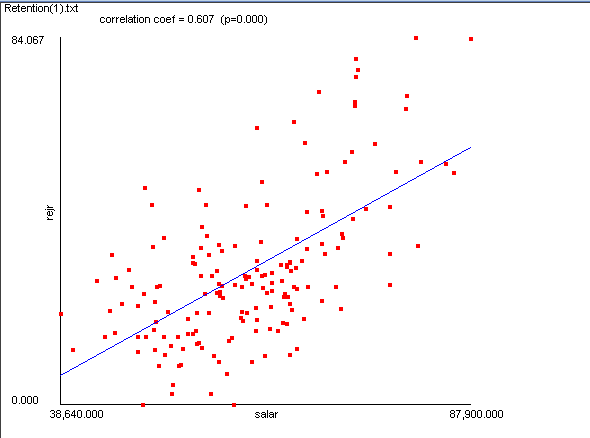 Retention(1).txt
correlation coef = 0.607 (p=0.000)
84.067
rejr
0.000
38,640.000 salar 87,900.000